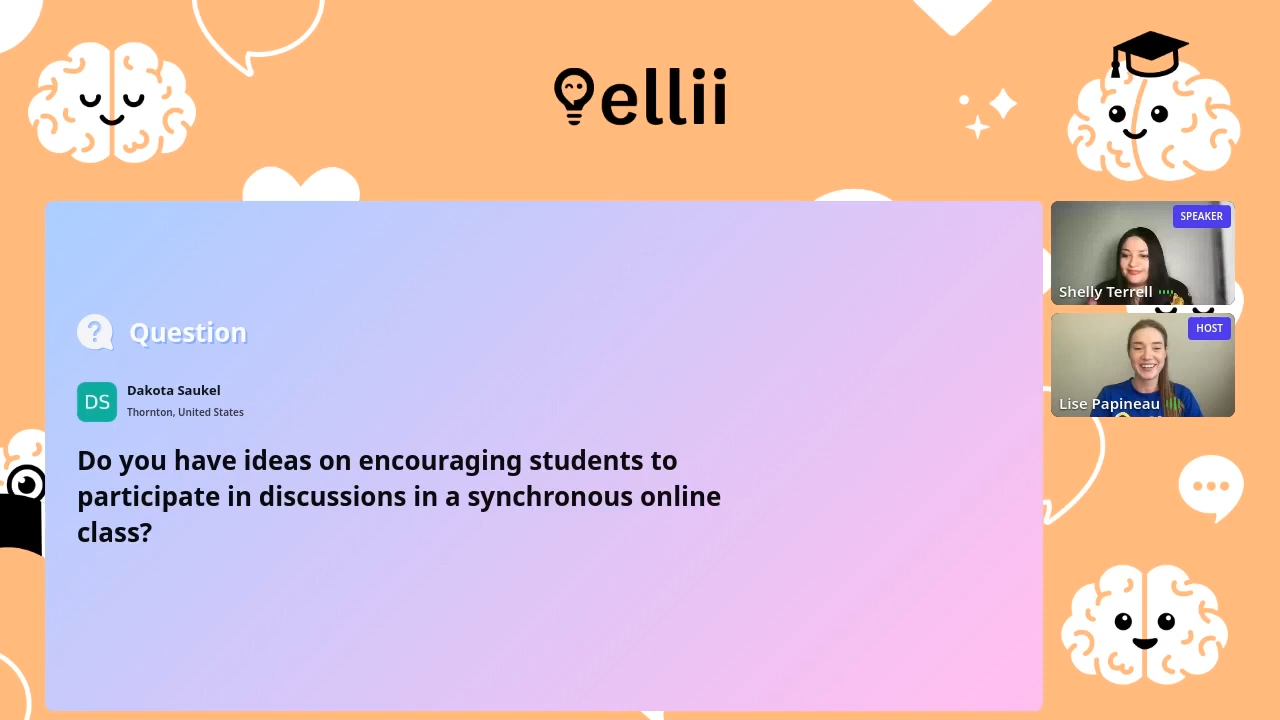 ellii
SPEAKER
Shelly Terrell
HOST
Lise Papineau
Question
DS
Dakota Saukel
Thornton, United States
Do you have ideas on encouraging students to
participate in discussions in a synchronous online
class?